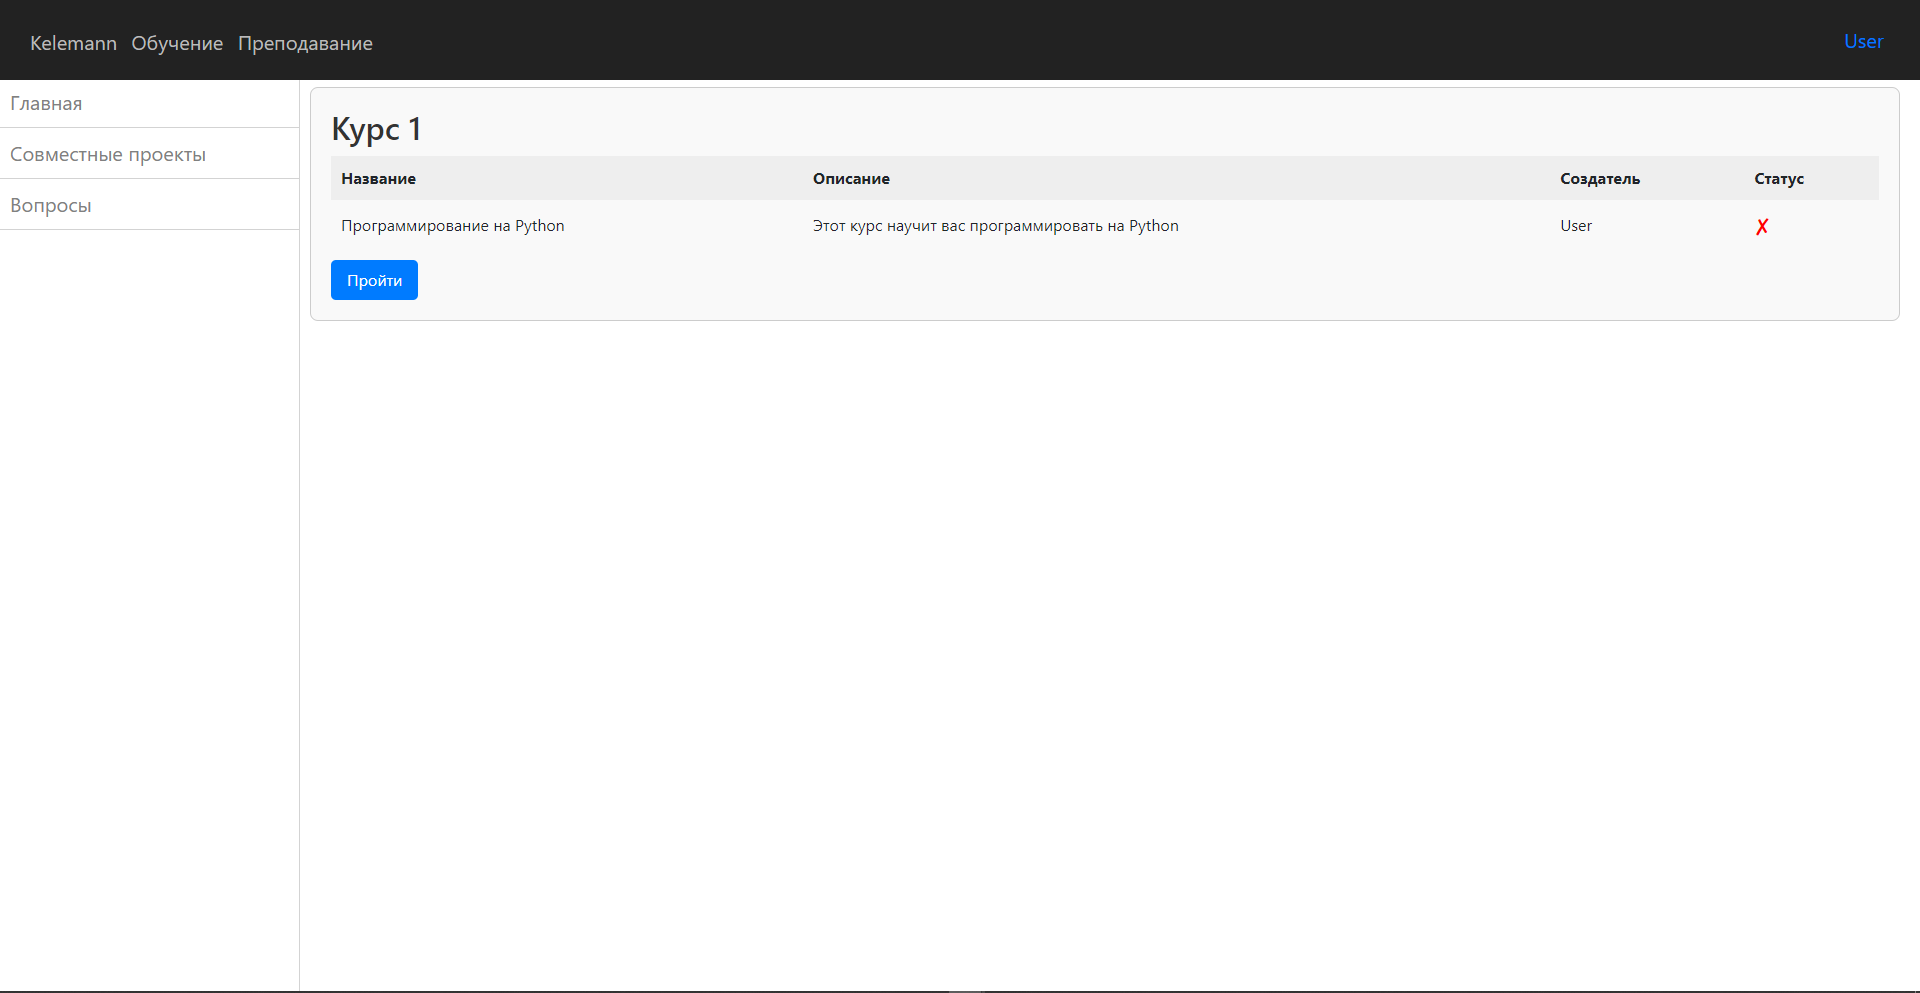 Kelemann Обучение Преподавание User
Главная
Совместные проекты
Вопросы
Курс 1
Название Описание Создатель Статус
Программирование на Python Этот курс научит вас программировать на Python User ✗
Пройти